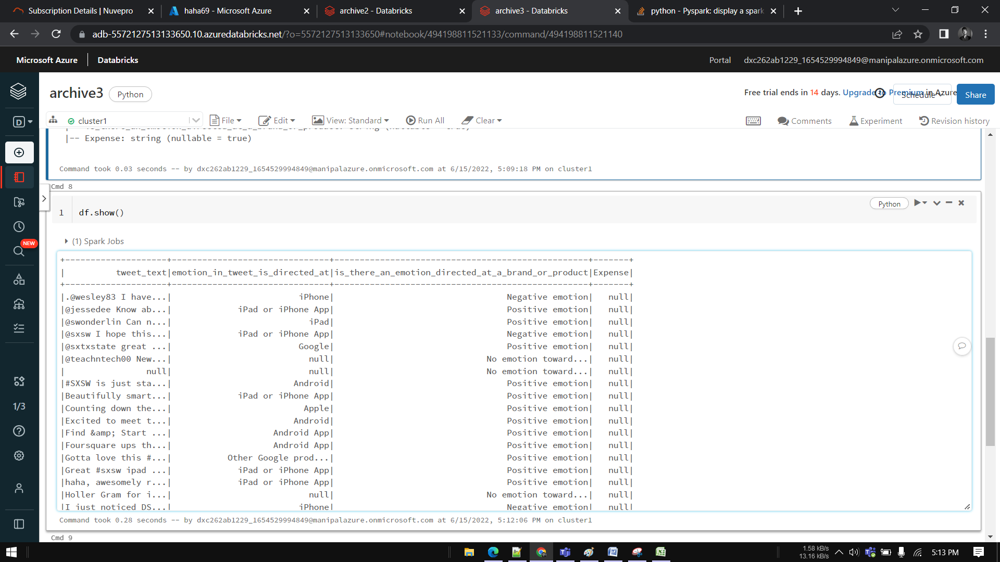 Subscription Details | Nuvepro
haha69 - Microsoft Azure
archive2 - Databricks
archive3 - Databricks
python - Pyspark: display a spark
adb-5572127513133650.10.azuredatabricks.net/?o=5572127513133650#notebook/494198811521133/command/494198811521140
Microsoft Azure
Databricks
Portal
dxc262ab1229_1654529994849@manipalazure.onmicrosoft.com
archive3
Python
Free trial ends in 14 days. Upgrade to Premium in Azure
Schedule
Share
D
cluster1
File
Edit
View: Standard
Run All
Clear
Comments
Experiment
Revision history
|-- Expense: string (nullable = true)
Command took 0.03 seconds -- by dxc262ab1229_1654529994849@manipalazure.onmicrosoft.com at 6/15/2022, 5:09:18 PM on cluster1
Cmd 8
Python
1 df.show()
(1) Spark Jobs
NEW
+--------------------+-------------------------------+--------------------------------------------------+-------+
|          tweet_text|emotion_in_tweet_is_directed_at|is_there_an_emotion_directed_at_a_brand_or_product|Expense|
+--------------------+-------------------------------+--------------------------------------------------+-------+
|.@wesley83 I have...|                         iPhone|                                  Negative emotion|   null|
|@jessedee Know ab...|             iPad or iPhone App|                                  Positive emotion|   null|
|@swonderlin Can n...|                           iPad|                                  Positive emotion|   null|
|@sxsw I hope this...|             iPad or iPhone App|                                  Negative emotion|   null|
|@sxtxstate great ...|                         Google|                                  Positive emotion|   null|
|@teachntech00 New...|                           null|                              No emotion toward...|   null|
|                null|                           null|                              No emotion toward...|   null|
|#SXSW is just sta...|                        Android|                                  Positive emotion|   null|
|Beautifully smart...|             iPad or iPhone App|                                  Positive emotion|   null|
|Counting down the...|                          Apple|                                  Positive emotion|   null|
|Excited to meet t...|                        Android|                                  Positive emotion|   null|
|Find &amp; Start ...|                    Android App|                                  Positive emotion|   null|
|Foursquare ups th...|                    Android App|                                  Positive emotion|   null|
|Gotta love this #...|           Other Google prod...|                                  Positive emotion|   null|
|Great #sxsw ipad ...|             iPad or iPhone App|                                  Positive emotion|   null|
|haha, awesomely r...|             iPad or iPhone App|                                  Positive emotion|   null|
|Holler Gram for i...|                           null|                              No emotion toward...|   null|
|I just noticed DS...|                         iPhone|                                  Negative emotion|   null|
1/3
Command took 0.28 seconds -- by dxc262ab1229_1654529994849@manipalazure.onmicrosoft.com at 6/15/2022, 5:12:06 PM on cluster1
Cmd 9
1.58 kB/s
13.16 kB/s
5:13 PM